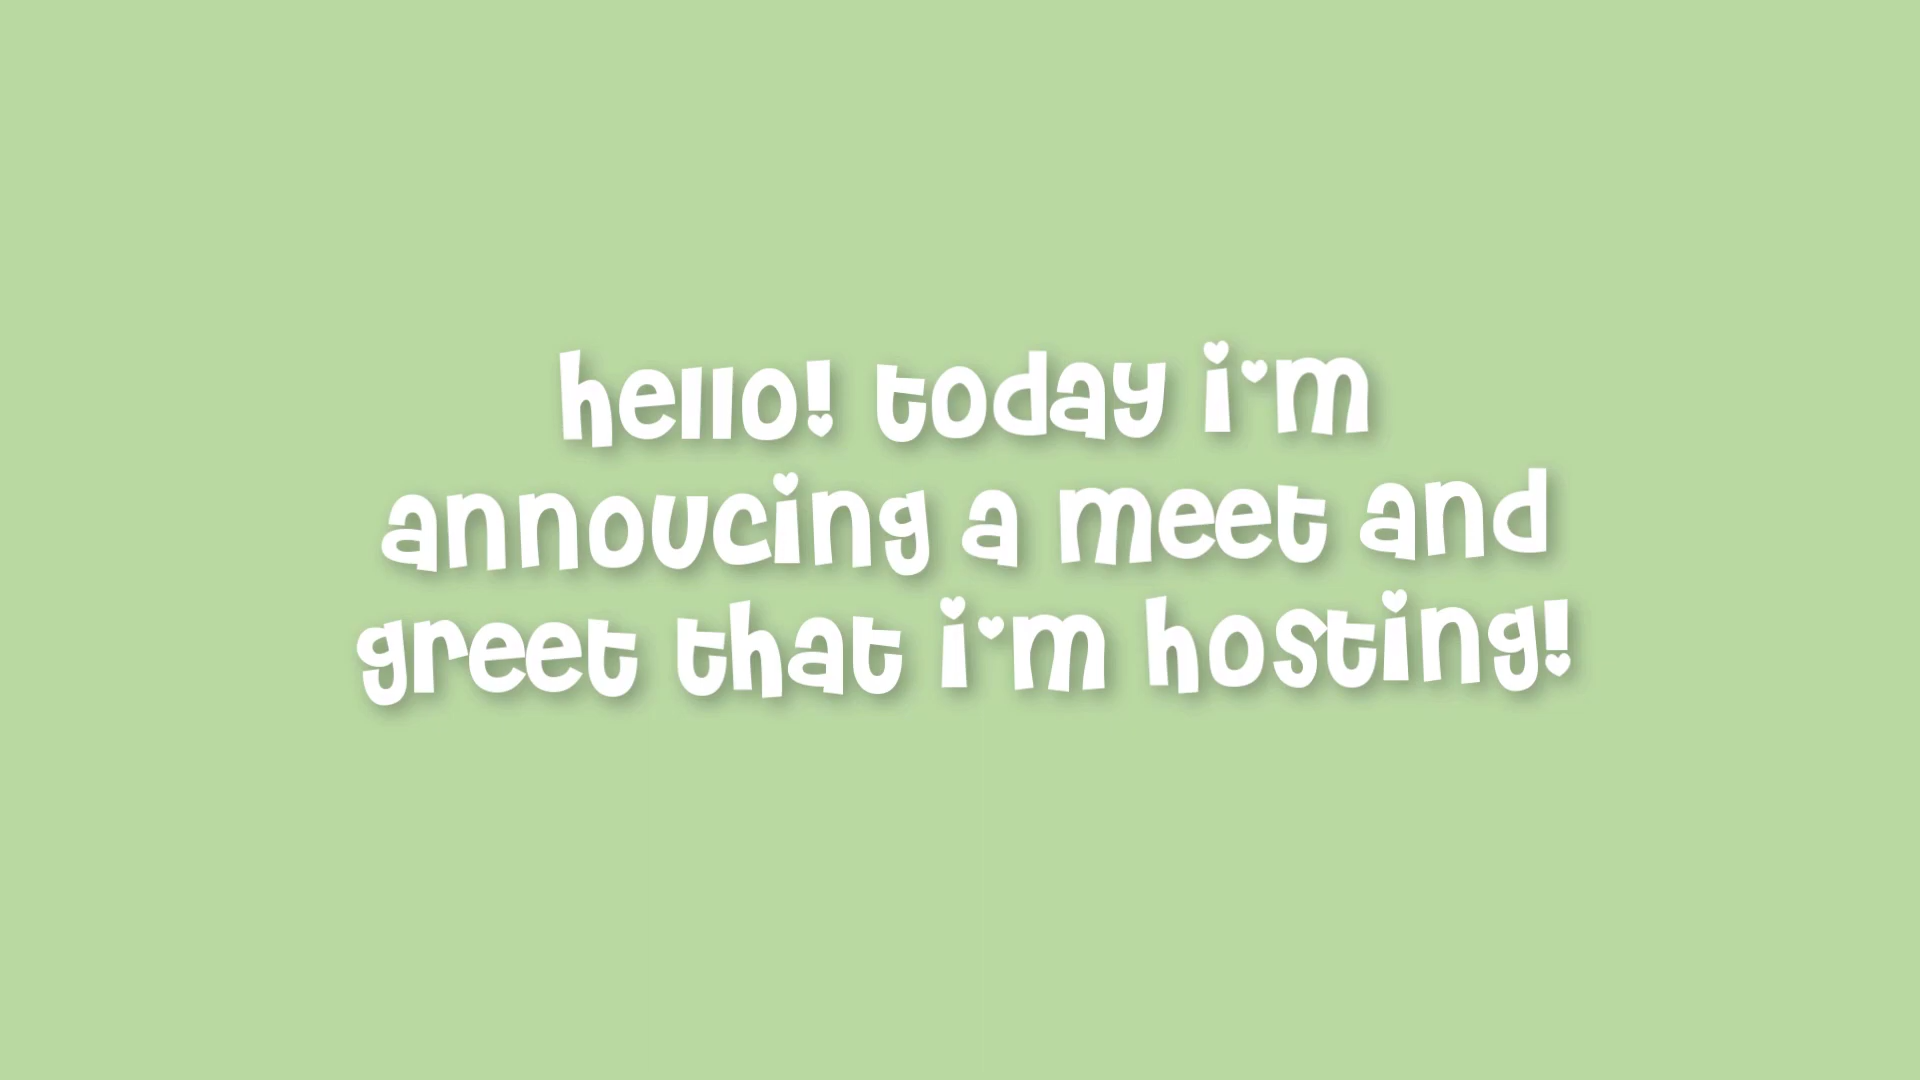 hello! today i'm
annoucing a meet and
greet that i'm hosting!